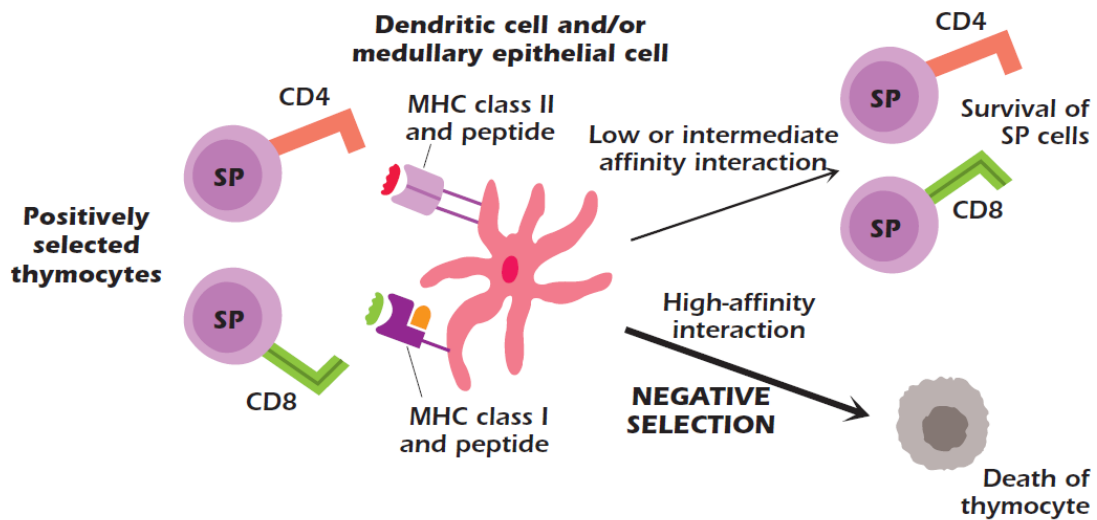 Positively
selected
thymocytes
CD4
SP
SP
CD8
Dendritic cell and/or
medullary epithelial cell
MHC class II
and peptide
MHC class I
and peptide
Low or intermediate
affinity interaction
High-affinity
interaction
NEGATIVE
SELECTION
CD4
SP
Survival of
SP cells
SP
CD8
Death of
thymocyte